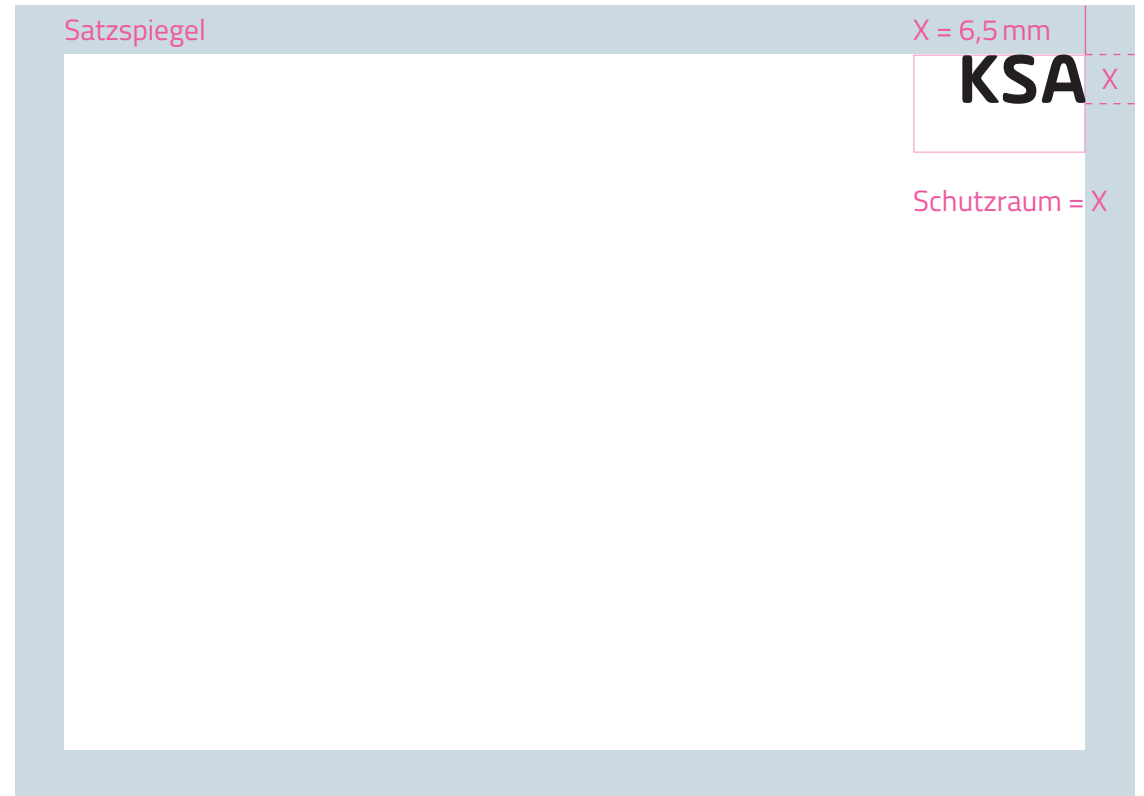 Satzspiegel
X = 6,5 mm
KSA
X
Schutzraum = X